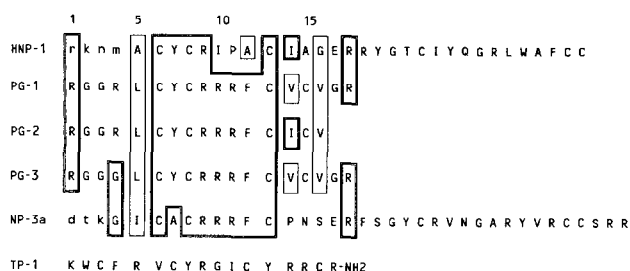 1 5 10 15
HNP-1 r k n m A C Y C R I P A C I A G E R R Y G T C I Y Q G R L W A F C C
PG-1 R G G R L C Y C R R R F C V C V G R
PG-2 R G G R L C Y C R R R F C I C V
PG-3 R G G G L C Y C R R R F C V C V G R
NP-3a d t k G I C A C R R R F C P N S E R F S G Y C R V N G A R Y V R C C S R R
TP-1 K W C F R V C Y R G I C Y R R C R-NH2